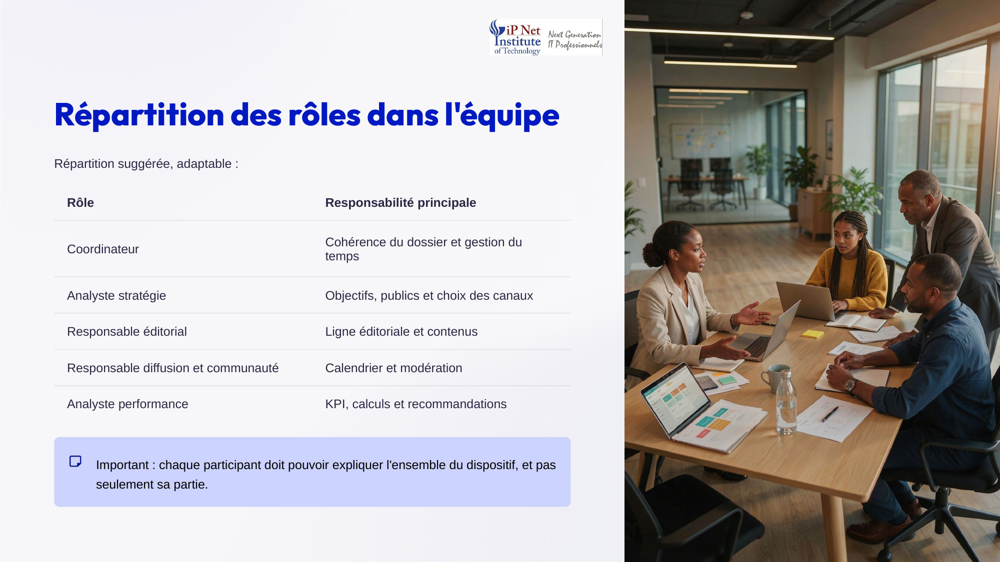 iP Net
Institute
of Technology
Next Generation
IT Professionnels
Répartition des rôles dans l'équipe
Répartition suggérée, adaptable :
Rôle
Responsabilité principale
Coordinateur
Cohérence du dossier et gestion du
temps
Analyste stratégie
Objectifs, publics et choix des canaux
Responsable éditorial
Ligne éditoriale et contenus
Responsable diffusion et communauté
Calendrier et modération
Analyste performance
KPI, calculs et recommandations
Important : chaque participant doit pouvoir expliquer l'ensemble du dispositif, et pas
seulement sa partie.